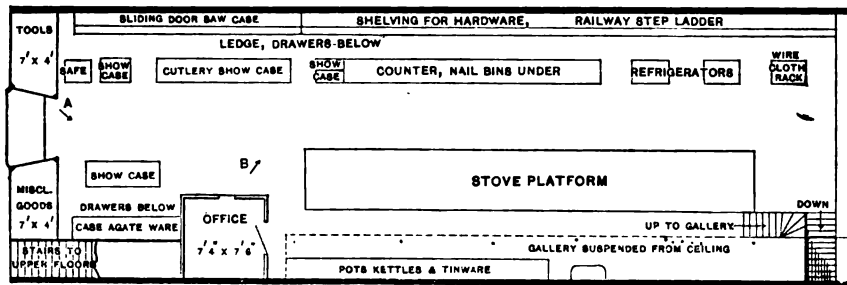 SLIDING DOOR SAW CASE
SHELVING FOR HARDWARE, RAILWAY STEP LADDER
TOOLS
7' X 4'
LEDGE, DRAWERS-BELOW
SAFE
SHOW
CASE
CUTLERY SHOW CASE
SHOW
CASE
COUNTER, NAIL BINS UNDER
REFRIGERATORS
WIRE
CLOTH
RACK
A
B
SHOW CASE
STOVE PLATFORM
MISCL.
GOODS
7' X 4'
DRAWERS BELOW
CASE AGATE WARE
OFFICE
7'4" X 7'6"
UP TO GALLERY
DOWN
STAIRS TO
UPPER FLOORS
GALLERY SUSPENDED FROM CEILING
POTS KETTLES & TINWARE